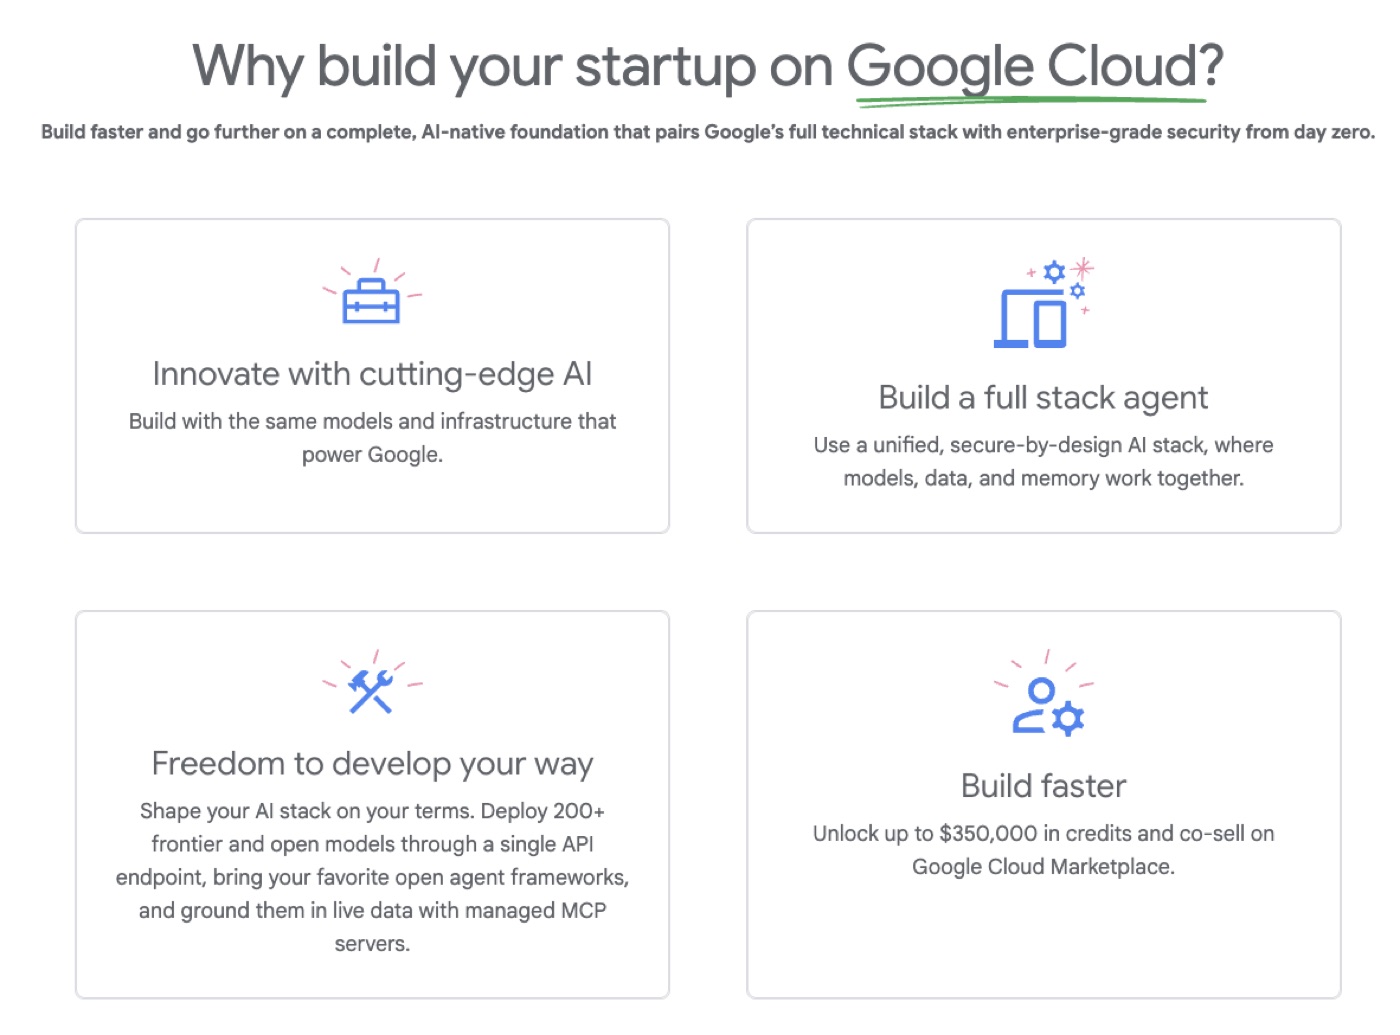 Why build your startup on Google Cloud?
Build faster and go further on a complete, AI-native foundation that pairs Google’s full technical stack with enterprise-grade security from day zero.
Innovate with cutting-edge AI
Build with the same models and infrastructure that
power Google.
Build a full stack agent
Use a unified, secure-by-design AI stack, where
models, data, and memory work together.
Freedom to develop your way
Shape your AI stack on your terms. Deploy 200+
frontier and open models through a single API
endpoint, bring your favorite open agent frameworks,
and ground them in live data with managed MCP
servers.
Build faster
Unlock up to $350,000 in credits and co-sell on
Google Cloud Marketplace.